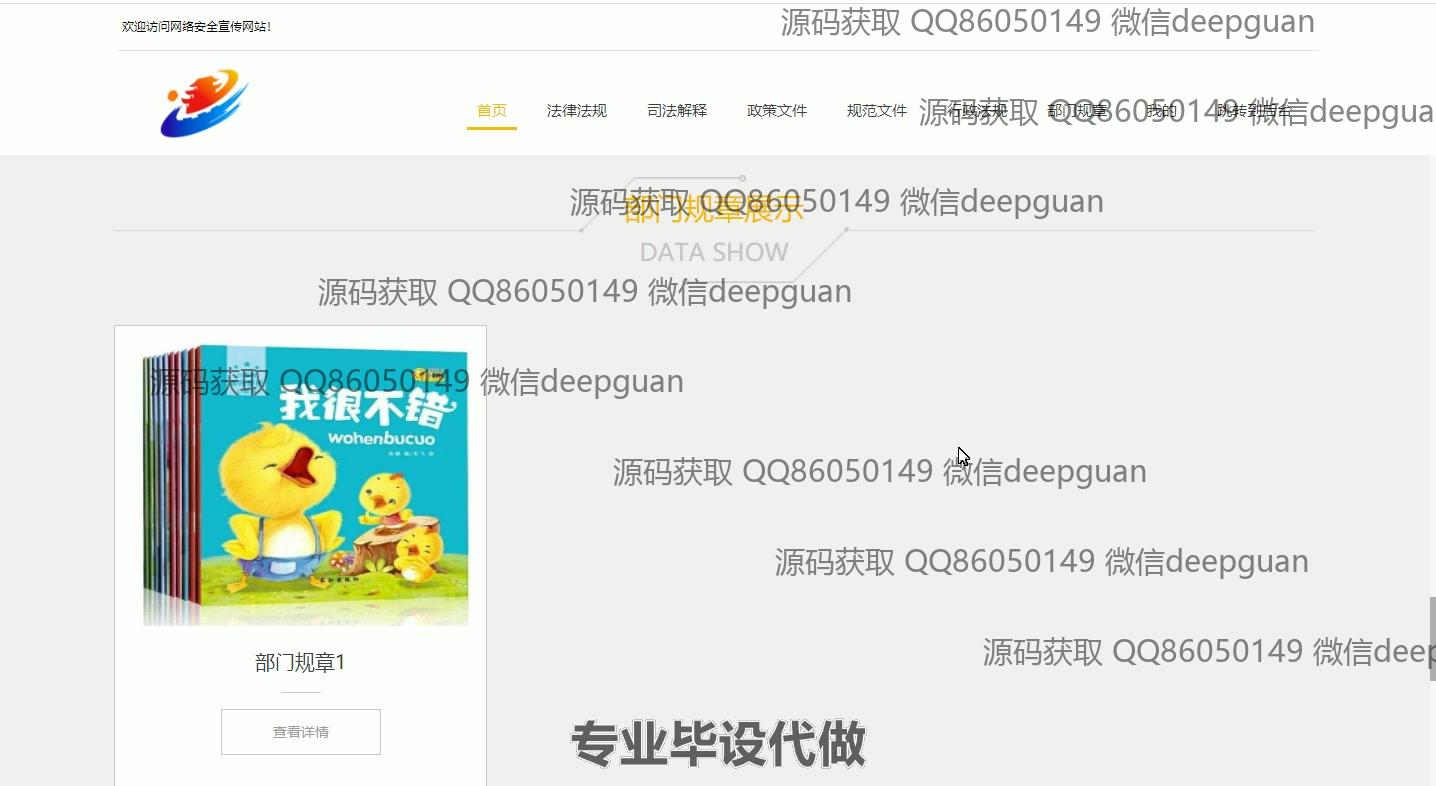 欢迎访问网络安全宣传网站!
源码获取 QQ86050149 微信deepguan
首页 法律法规 司法解释 政策文件 规范文件 行政法规 部门规章 我的 跳转到后台
源码获取 QQ86050149 微信deepgua
源码获取 QQ86050149 微信deepguan
部门规章展示
DATA SHOW
源码获取 QQ86050149 微信deepguan
源码获取 QQ86050149 微信deepguan
我很不错
wohenbucuo
源码获取 QQ86050149 微信deepguan
源码获取 QQ86050149 微信deepguan
源码获取 QQ86050149 微信deep
部门规章1
查看详情
专业毕设代做